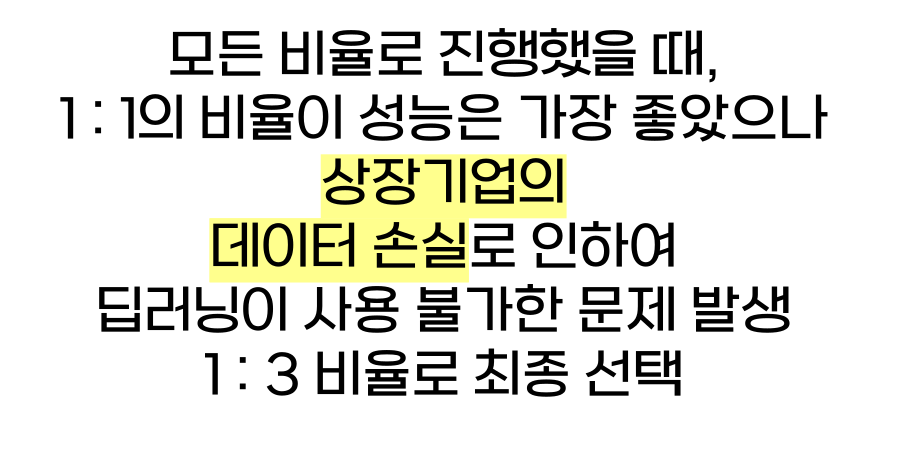 모든 비율로 진행했을 때,
1 : 1의 비율이 성능은 가장 좋았으나
상장기업의
데이터 손실로 인하여
딥러닝이 사용 불가한 문제 발생
1 : 3 비율로 최종 선택